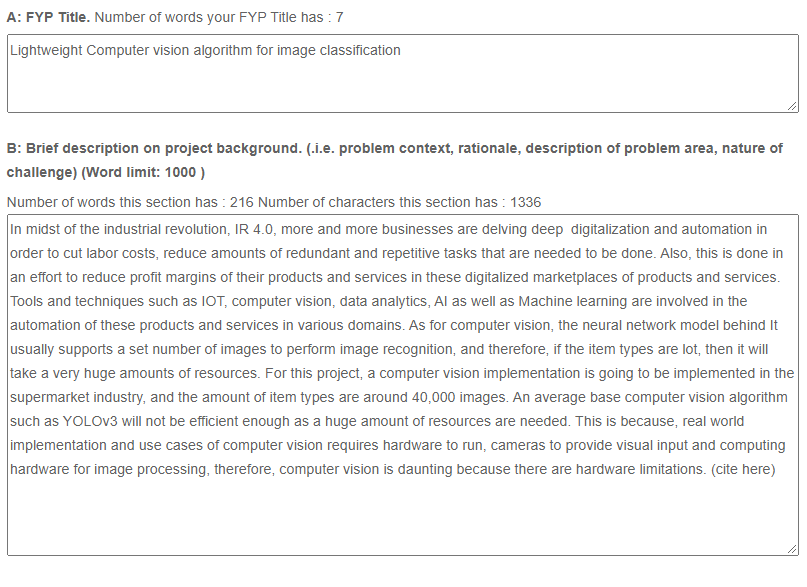 A: FYP Title. Number of words your FYP Title has : 7
Lightweight Computer vision algorithm for image classification
B: Brief description on project background. (.i.e. problem context, rationale, description of problem area, nature of
challenge) (Word limit: 1000 )
Number of words this section has : 216 Number of characters this section has : 1336
In midst of the industrial revolution, IR 4.0, more and more businesses are delving deep  digitalization and automation in
order to cut labor costs, reduce amounts of redundant and repetitive tasks that are needed to be done. Also, this is done in
an effort to reduce profit margins of their products and services in these digitalized marketplaces of products and services.
Tools and techniques such as IOT, computer vision, data analytics, AI as well as Machine learning are involved in the
automation of these products and services in various domains. As for computer vision, the neural network model behind It
usually supports a set number of images to perform image recognition, and therefore, if the item types are lot, then it will
take a very huge amounts of resources. For this project, a computer vision implementation is going to be implemented in the
supermarket industry, and the amount of item types are around 40,000 images. An average base computer vision algorithm
such as YOLOv3 will not be efficient enough as a huge amount of resources are needed. This is because, real world
implementation and use cases of computer vision requires hardware to run, cameras to provide visual input and computing
hardware for image processing, therefore, computer vision is daunting because there are hardware limitations. (cite here)